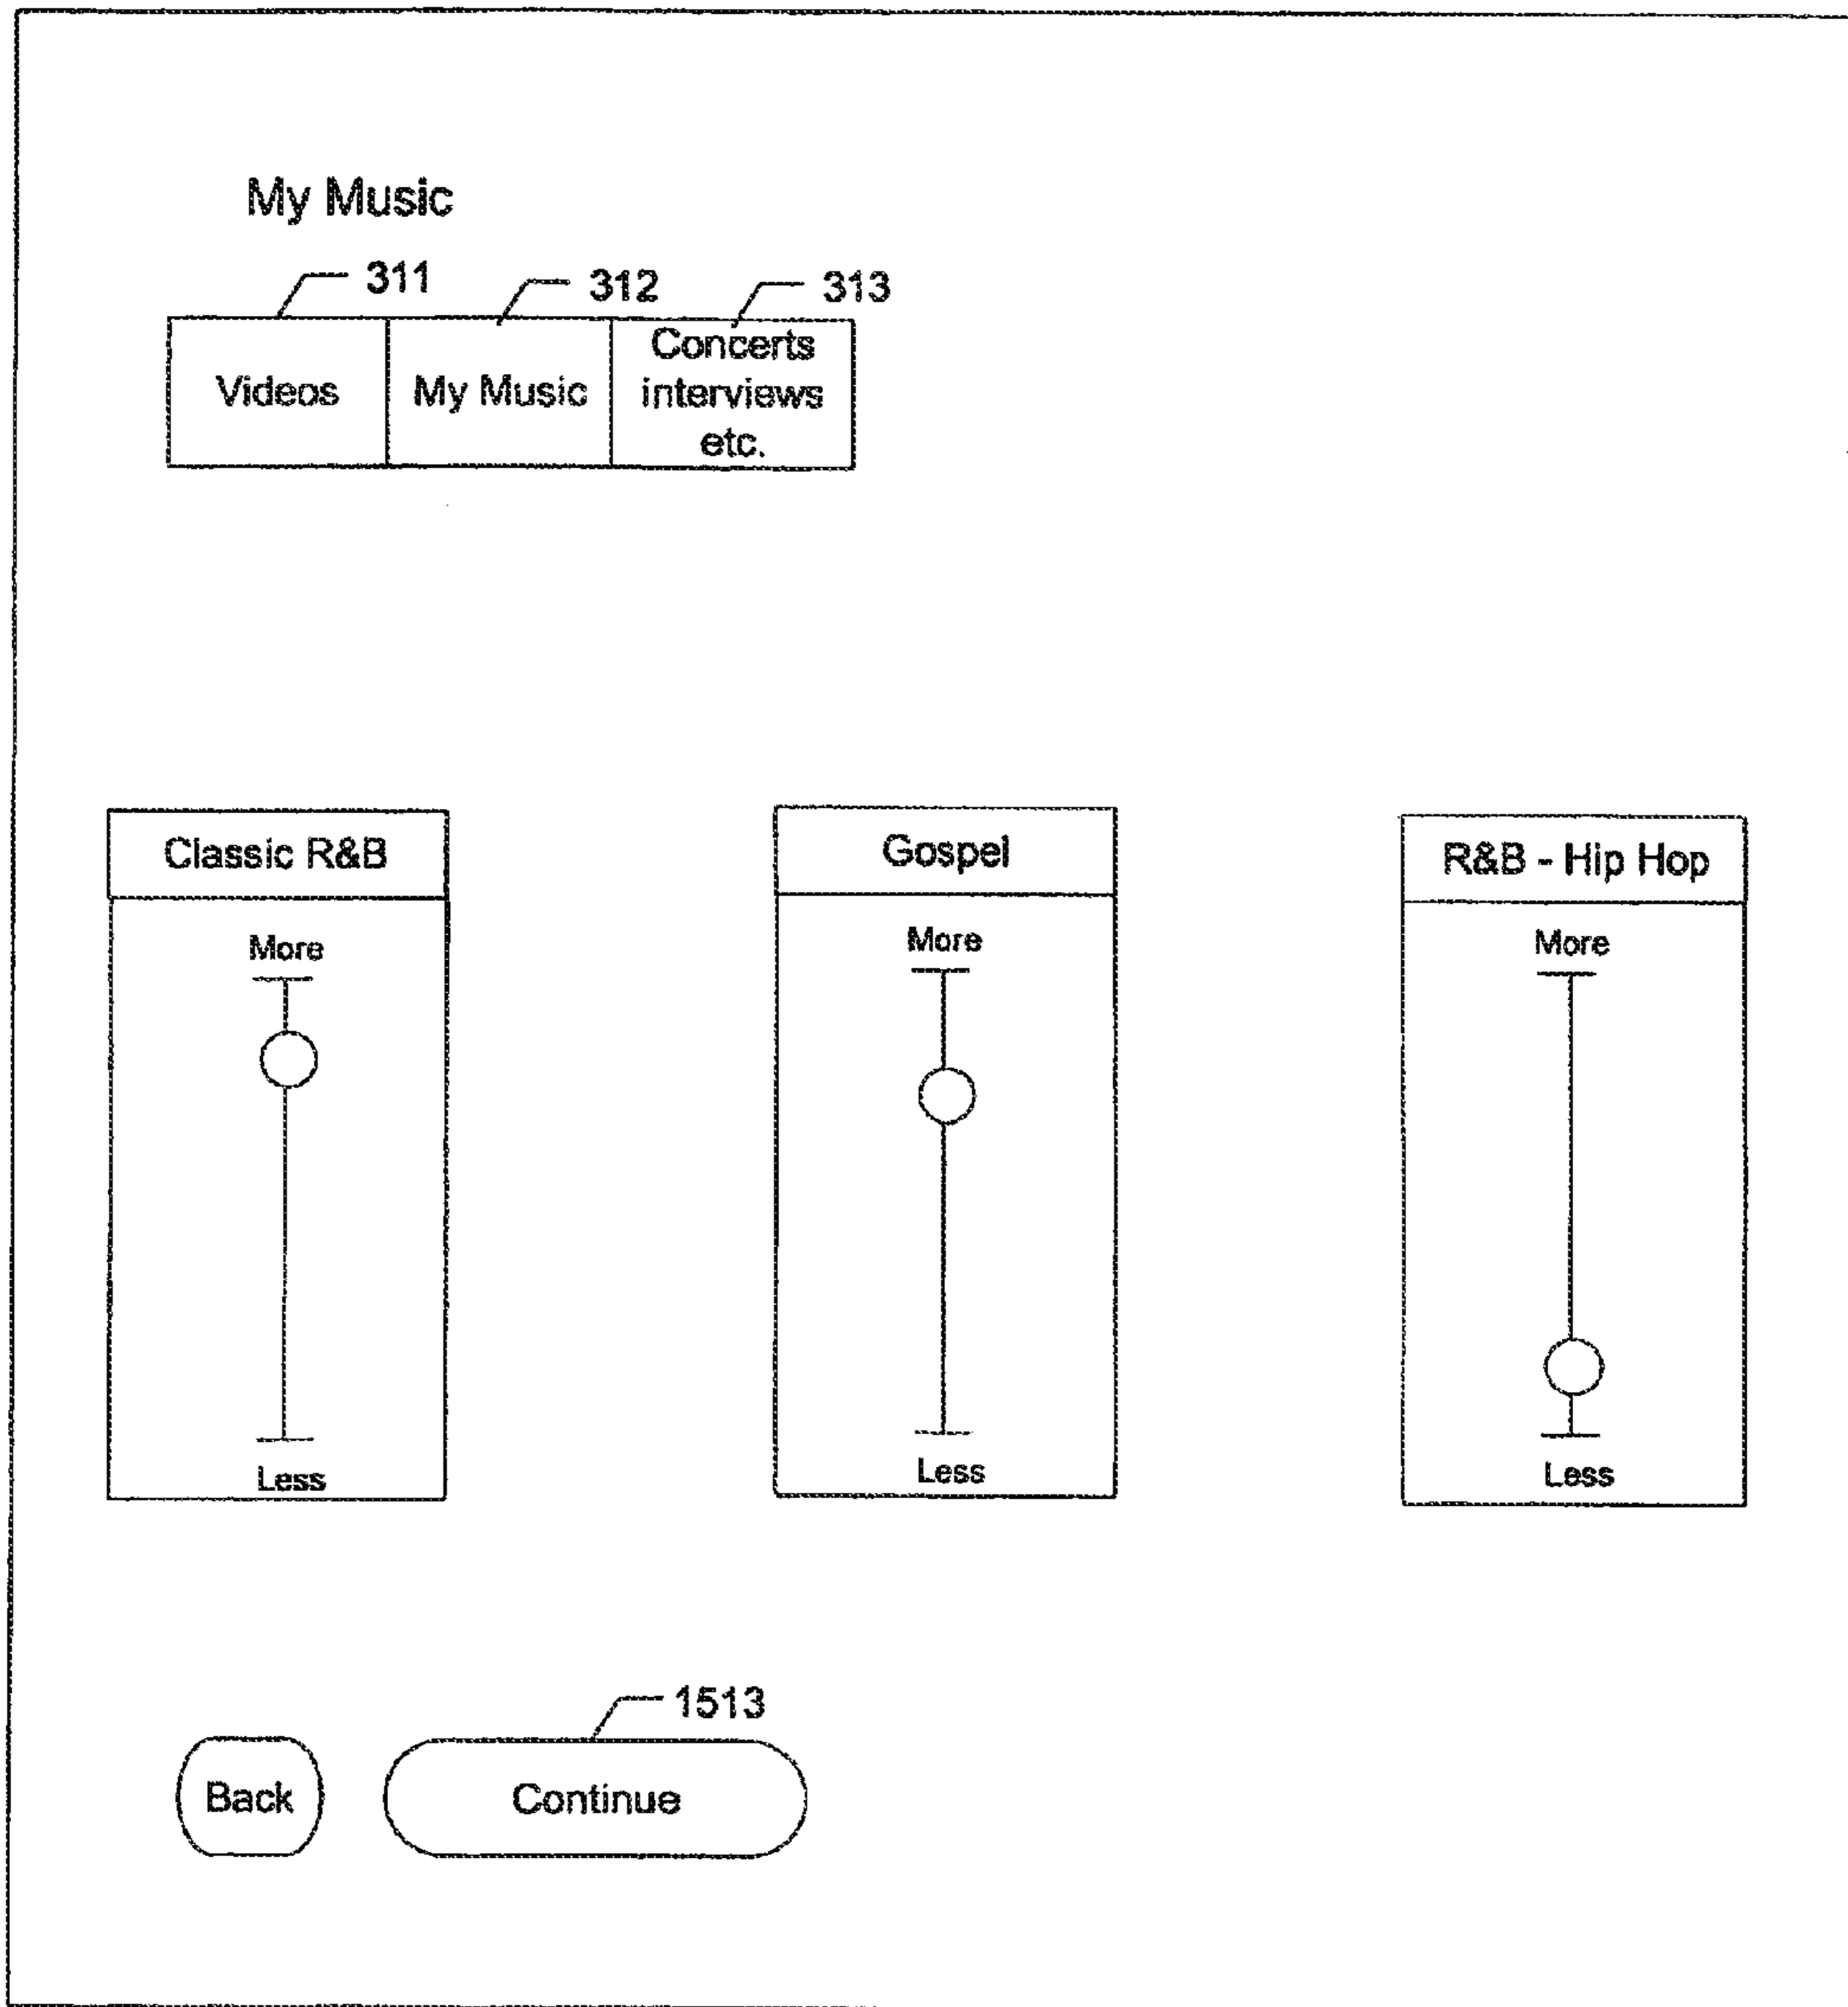 My Music
311
312
313
Videos
My Music
Concerts
interviews
etc.
Classic R&B
More
Less
Gospel
More
Less
R&B - Hip Hop
More
Less
1513
Back
Continue